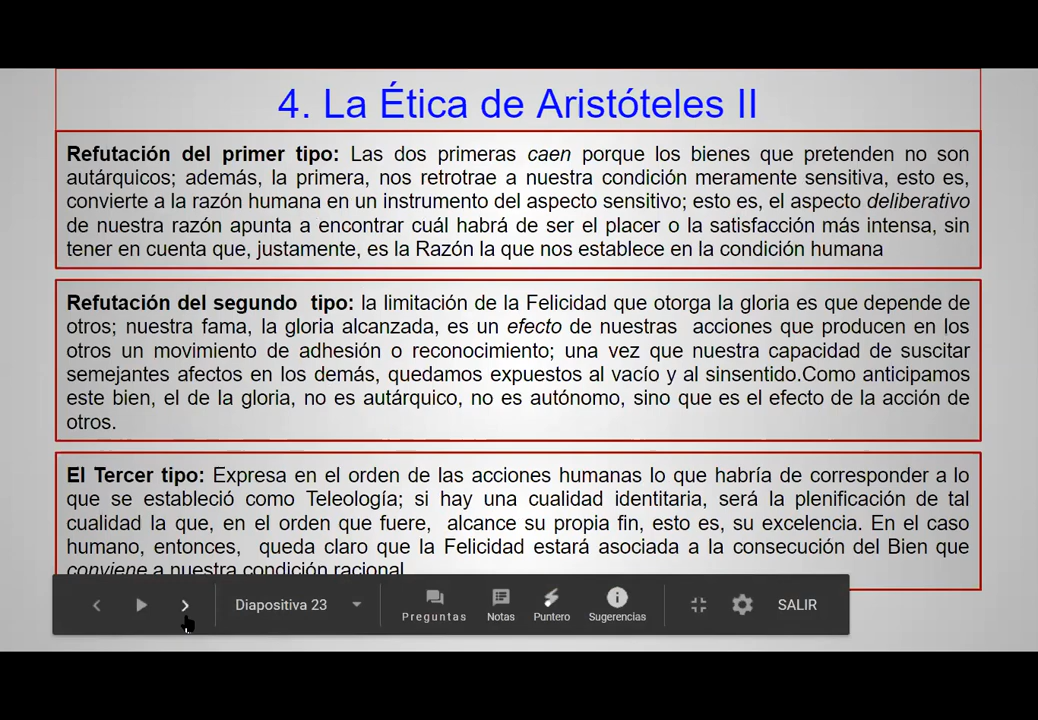 4. La Ética de Aristóteles II
Refutación del primer tipo: Las dos primeras caen porque los bienes que pretenden no son
autárquicos; además, la primera, nos retrotrae a nuestra condición meramente sensitiva, esto es,
convierte a la razón humana en un instrumento del aspecto sensitivo; esto es, el aspecto deliberativo
de nuestra razón apunta a encontrar cuál habrá de ser el placer o la satisfacción más intensa, sin
tener en cuenta que, justamente, es la Razón la que nos establece en la condición humana
Refutación del segundo tipo: la limitación de la Felicidad que otorga la gloria es que depende de
otros; nuestra fama, la gloria alcanzada, es un efecto de nuestras acciones que producen en los
otros un movimiento de adhesión o reconocimiento; una vez que nuestra capacidad de suscitar
semejantes afectos en los demás, quedamos expuestos al vacío y al sinsentido.Como anticipamos
este bien, el de la gloria, no es autárquico, no es autónomo, sino que es el efecto de la acción de
otros.
El Tercer tipo: Expresa en el orden de las acciones humanas lo que habría de corresponder a lo
que se estableció como Teleología; si hay una cualidad identitaria, será la plenificación de tal
cualidad la que, en el orden que fuere, alcance su propia fin, esto es, su excelencia. En el caso
humano, entonces, queda claro que la Felicidad estará asociada a la consecución del Bien que
conviene a nuestra condición racional
Diapositiva 23
Preguntas
Notas
Puntero
Sugerencias
SALIR